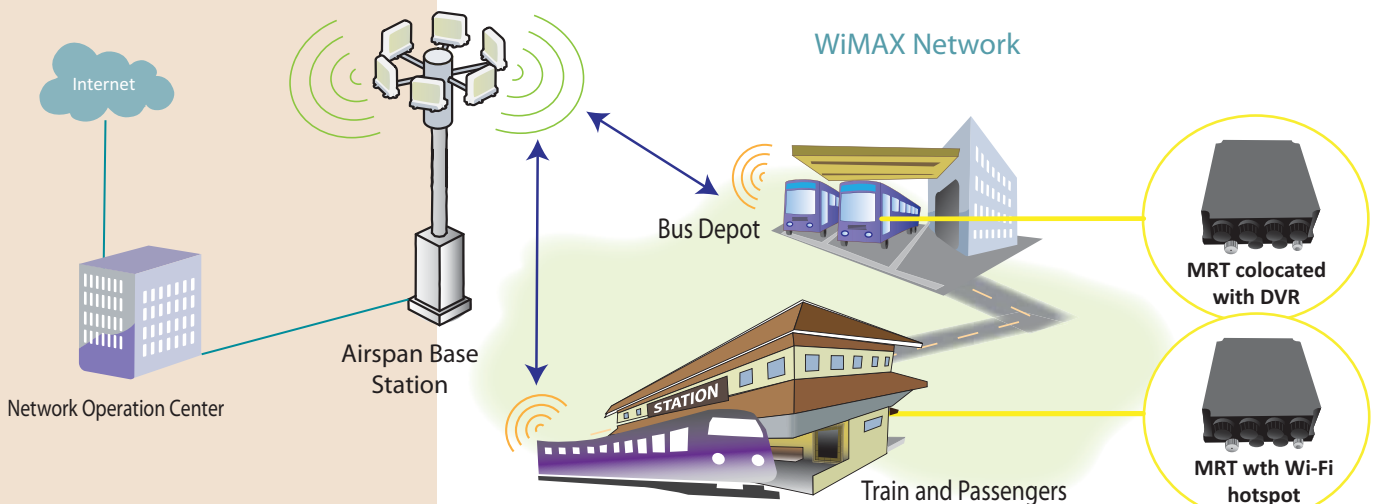 WiMAX Network
Internet
Bus Depot
MRT colocated
with DVR
Airspan Base
Station
STATION
Network Operation Center
MRT wth Wi-Fi
hotspot
Train and Passengers